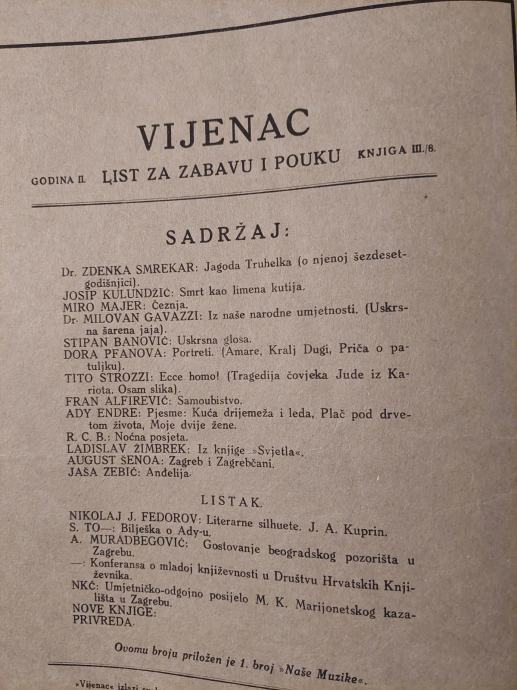 VIJENAC
GODINA II. LIST ZA ZABAVU I POUKU KNJIGA III./8.
SADRŽAJ:
Dr. ZDENKA SMREKAR: Jagoda Truhelka (o njenoj šezdeset-
godišnjici).
JOSIP KULUNDŽIĆ: Smrt kao limena kutija.
MIRO MAJER: Čeznja.
Dr. MILOVAN GAVAZZI: Iz naše narodne umjetnosti. (Uskrs-
na šarena jaja).
STIPAN BANOVIĆ: Uskrsna glosa.
DORA PFANOVA: Portreti. (Amare, Kralj Dugi, Priča o pa-
tuljku).
TITO STROZZI: Ecce homo! (Tragedija čovjeka Jude iz Ka-
riota. Osam slika).
FRAN ALFIREVIĆ: Samoubistvo.
ADY ENDRE: Pjesme: Kuća drijemeža i leda, Plač pod drve-
tom života, Moje dvije žene.
R. C. B.: Noćna posjeta.
LADISLAV ŽIMBREK: Iz knjige »Svjetla«.
AUGUST ŠENOA: Zagreb i Zagrebčani.
JAŠA ZEBIĆ: Anđelija.
LISTAK.
NIKOLAJ J. FEDOROV: Literarne silhuete. J. A. Kuprin.
S. TO—: Bilješka o Ady-u.
A. MURADBEGOVIĆ: Gostovanje beogradskog pozorišta u
Zagrebu.
—: Konferansa o mladoj književnosti u Društvu Hrvatskih Knji-
ževnika.
NKĆ: Umjetničko-odgojno posijelo M. K. Marijonetskog kaza-
lišta u Zagrebu.
NOVE KNJIGE:
PRIVREDA.
Ovomu broju priložen je 1. broj »Naše Muzike«.
»Vijenac« izlazi